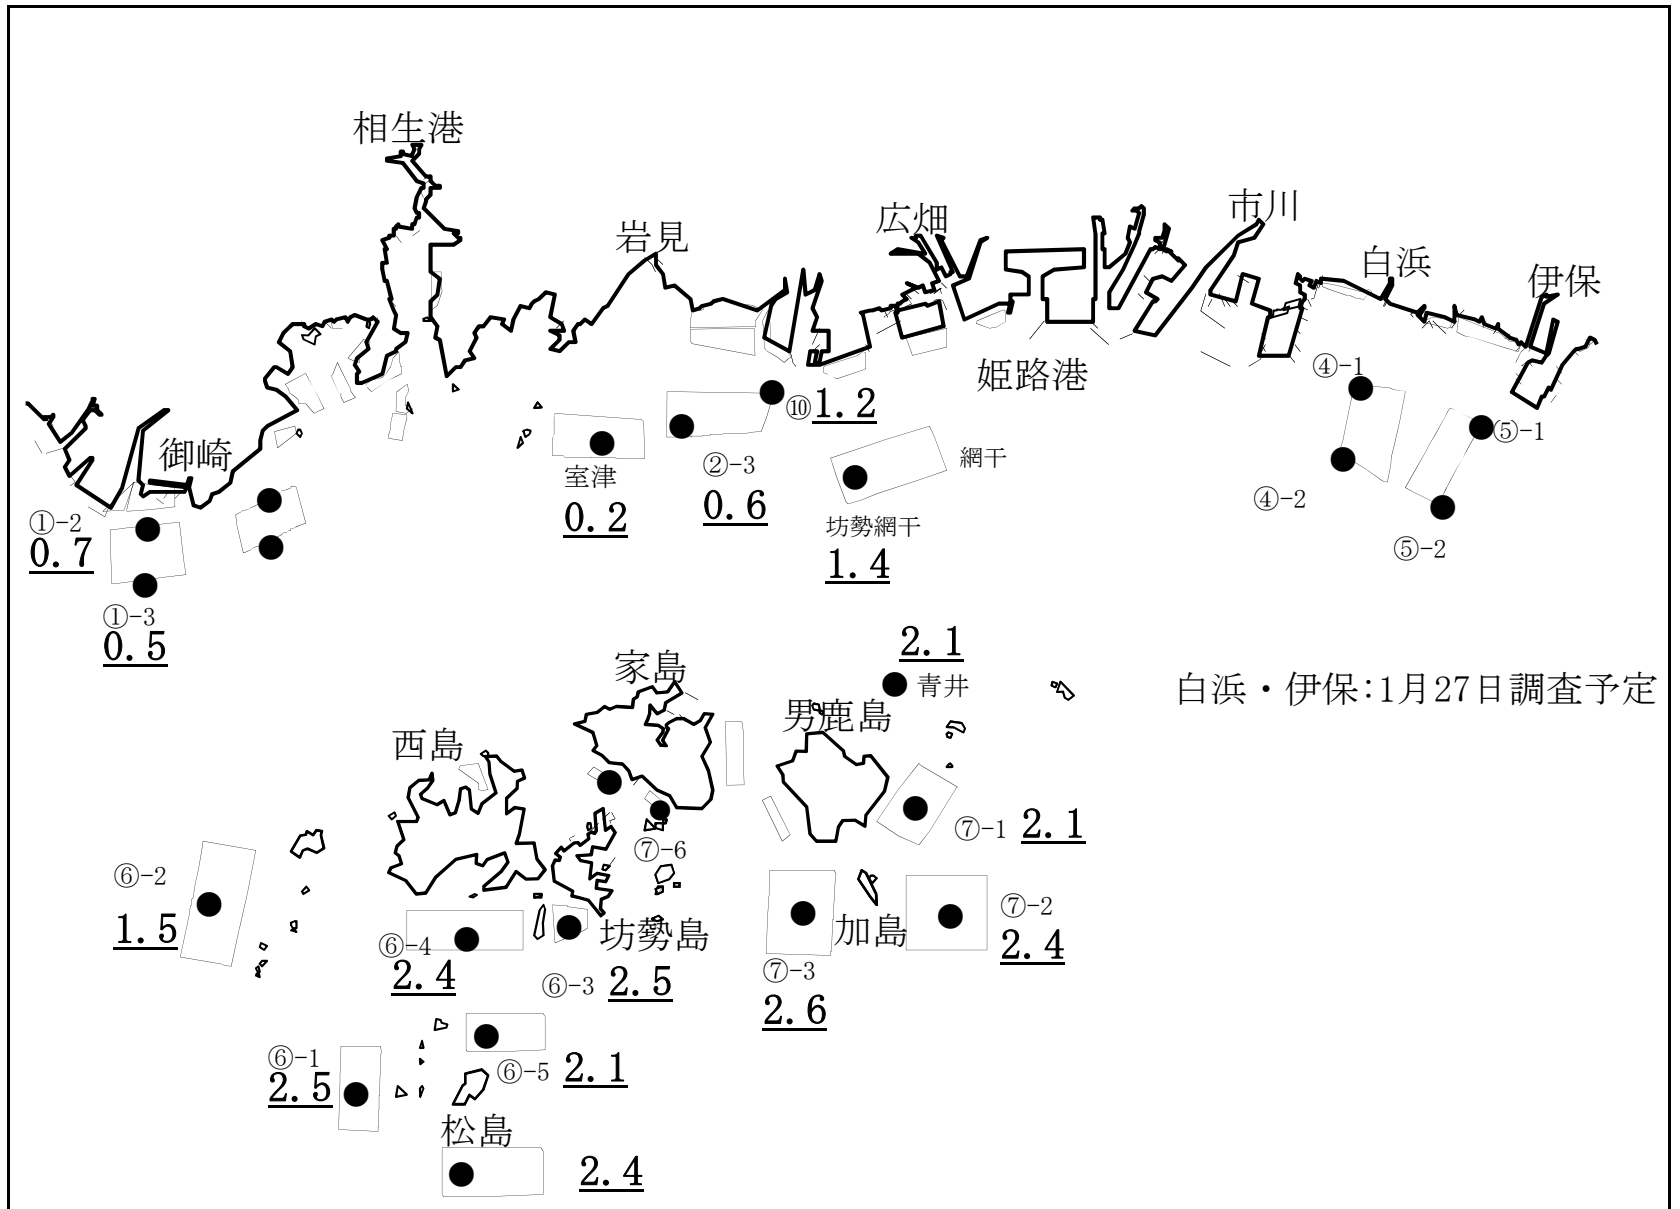 相生港
岩見
広畑
市川
白浜
伊保
姫路港
御崎
④-1
⑤-1
④-2
⑤-2
⑩1.2
網干
室津
0.2
②-3
0.6
坊勢網干
1.4
①-2
0.7
①-3
0.5
2.1
青井
白浜・伊保:1月27日調査予定
家島
男鹿島
西島
⑦-1 2.1
⑦-6
⑥-2
1.5
⑦-2
2.4
加島
坊勢島
⑥-4
2.4
⑥-3 2.5
⑦-3
2.6
⑥-1
2.5
⑥-5 2.1
松島
2.4